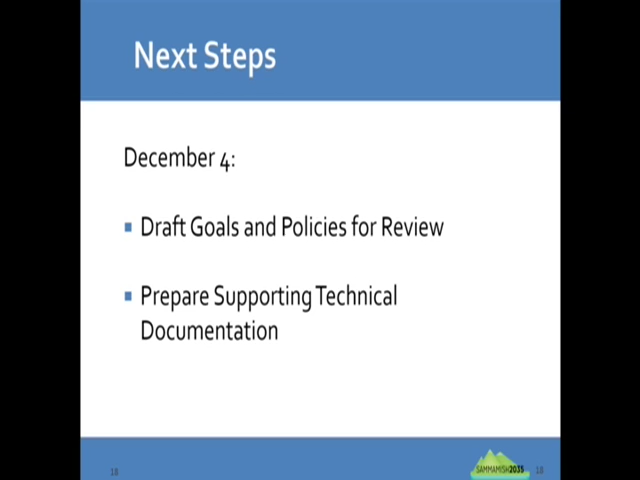 Next Steps
December 4:
Draft Goals and Policies for Review
Prepare Supporting Technical
Documentation
18
SAMMAMISH2035
18